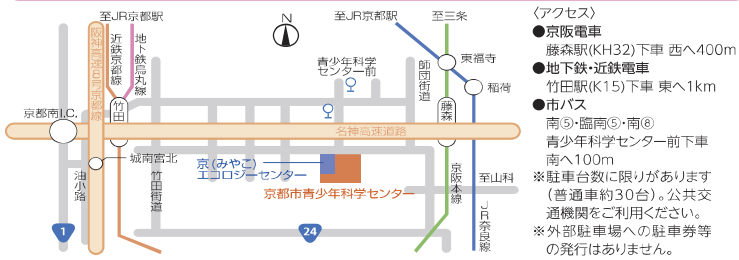 至JR京都駅
N
至JR京都駅
至三条
阪神高速8号京都線
近鉄京都線
地下鉄烏丸線
青少年科学
センター前
師団街道
東福寺
稲荷
京都南I.C.
竹田
藤森
名神高速道路
城南宮北
京(みやこ)
エコロジーセンター
京都市青少年科学センター
油小路
竹田街道
京阪本線
至山科
JR奈良線
1
24
〈アクセス〉
●京阪電車
藤森駅(KH32)下車 西へ400m
●地下鉄・近鉄電車
竹田駅(K15)下車 東へ1km
●市バス
南⑤・臨南⑤・南⑧
青少年科学センター前下車
南へ100m
※駐車台数に限りがあります
(普通車約30台)。公共交
通機関をご利用ください。
※外部駐車場への駐車券等
の発行はありません。